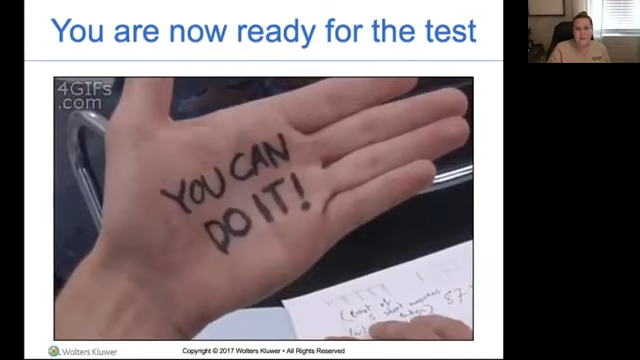 You are now ready for the test
4GIFs
.com
YOU CAN
DO IT!
Wolters Kluwer
Copyright © 2017 Wolters Kluwer • All Rights Reserved